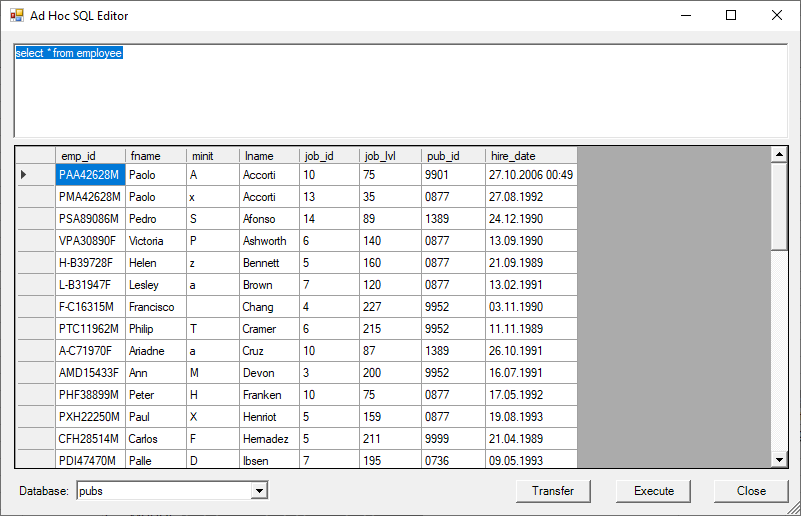 Ad Hoc SQL Editor
select * from employee
emp_id fname minit lname job_id job_lvl pub_id hire_date
PAA42628M Paolo A Accorti 10 75 9901 27.10.2006 00:49
PMA42628M Paolo x Accorti 13 35 0877 27.08.1992
PSA89086M Pedro S Afonso 14 89 1389 24.12.1990
VPA30890F Victoria P Ashworth 6 140 0877 13.09.1990
H-B39728F Helen z Bennett 5 160 0877 21.09.1989
L-B31947F Lesley a Brown 7 120 0877 13.02.1991
F-C16315M Francisco Chang 4 227 9952 03.11.1990
PTC11962M Philip T Cramer 6 215 9952 11.11.1989
A-C71970F Ariadne a Cruz 10 87 1389 26.10.1991
AMD15433F Ann M Devon 3 200 9952 16.07.1991
PHF38899M Peter H Franken 10 75 0877 17.05.1992
PXH22250M Paul X Henriot 5 159 0877 19.08.1993
CFH28514M Carlos F Hernadez 5 211 9999 21.04.1989
PDI47470M Palle D Ibsen 7 195 0736 09.05.1993
Database: pubs Transfer Execute Close